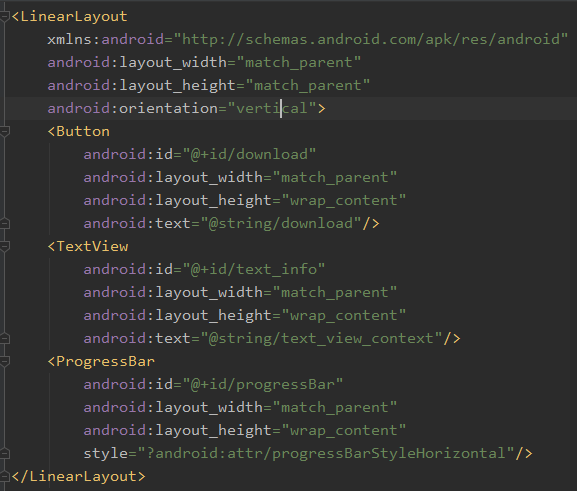 <LinearLayout
xmlns:android="http://schemas.android.com/apk/res/android"
android:layout_width="match_parent"
android:layout_height="match_parent"
android:orientation="vertical">
<Button
android:id="@+id/download"
android:layout_width="match_parent"
android:layout_height="wrap_content"
android:text="@string/download"/>
<TextView
android:id="@+id/text_info"
android:layout_width="match_parent"
android:layout_height="wrap_content"
android:text="@string/text_view_context"/>
<ProgressBar
android:id="@+id/progressBar"
android:layout_width="match_parent"
android:layout_height="wrap_content"
style="?android:attr/progressBarStyleHorizontal"/>
</LinearLayout>